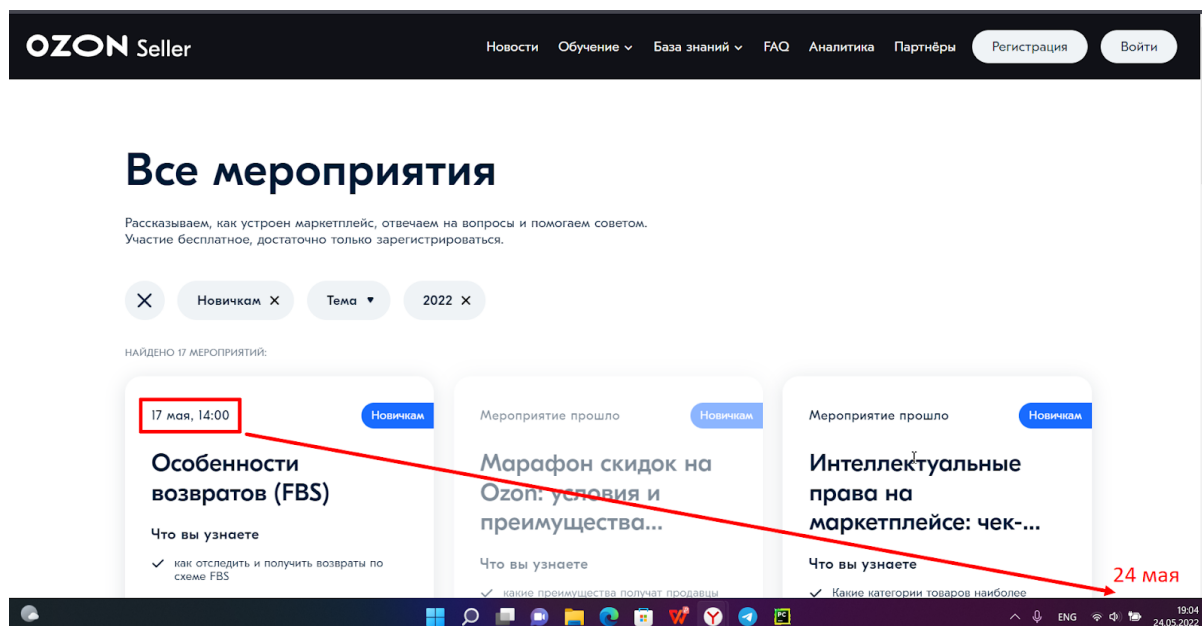 OZON Seller
Новости Обучение База знаний FAQ Аналитика Партнёры Регистрация Войти
Все мероприятия
Рассказываем, как устроен маркетплейс, отвечаем на вопросы и помогаем советом.
Участие бесплатное, достаточно только зарегистрироваться.
Новичкам Тема 2022
НАЙДЕНО 17 МЕРОПРИЯТИЙ:
17 мая, 14:00 Новичкам
Особенности
возвратов (FBS)
Что вы узнаете
как отследить и получить возвраты по
схеме FBS
Мероприятие прошло Новичкам
Марафон скидок на
Ozon: условия и
преимущества...
Что вы узнаете
какие преимущества получат продавцы
Мероприятие прошло Новичкам
Интеллектуальные
права на
маркетплейсе: чек-...
Что вы узнаете
Какие категории товаров наиболее
24 мая
ENG
19:04
24.05.2022